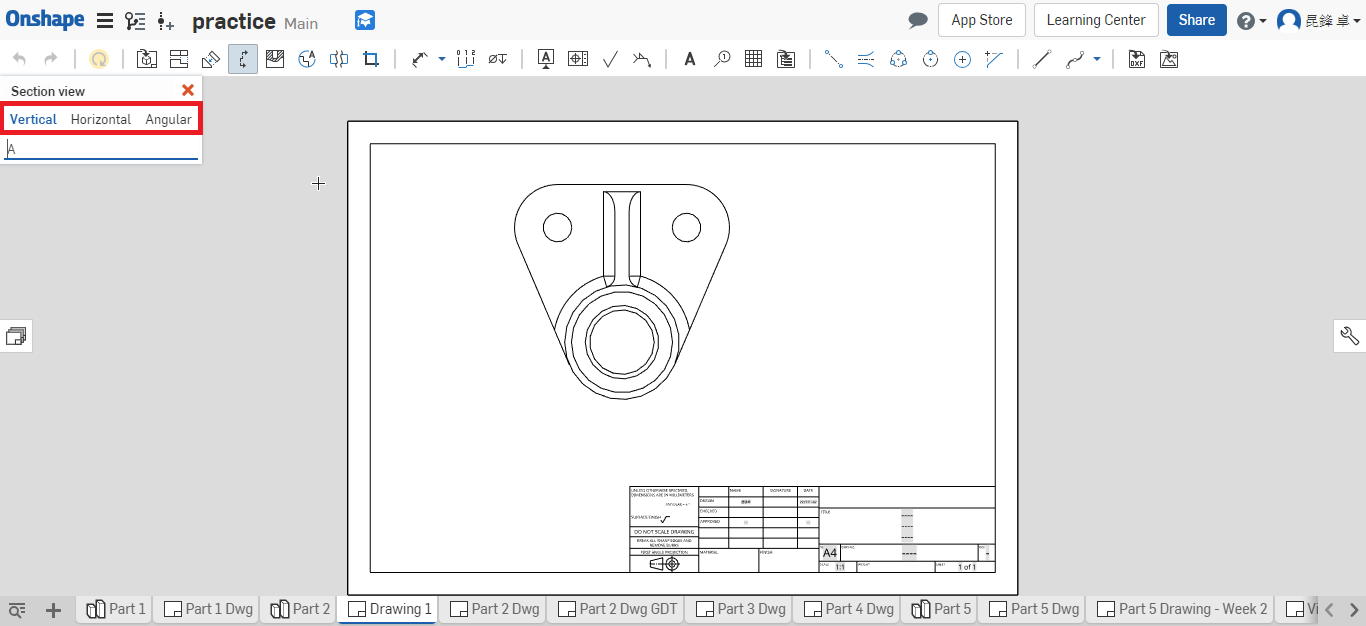 Onshape practice Main App Store Learning Center Share 昆鋒 卓
Section view
Vertical Horizontal Angular
A
UNLESS OTHERWISE SPECIFIED,
DIMENSIONS ARE IN MILLIMETERS
SURFACE FINISH
DO NOT SCALE DRAWING
BREAK ALL SHARP EDGES AND
REMOVE BURRS
FIRST ANGLE PROJECTION
NAME SIGNATURE DATE
DRAWN
CHECKED
APPROVED
MATERIAL FINISH
TITLE
A4
SCALE 1:1 WEIGHT SHEET 1 of 1
Part 1 Part 1 Dwg Part 2 Drawing 1 Part 2 Dwg Part 2 Dwg GDT Part 3 Dwg Part 4 Dwg Part 5 Part 5 Dwg Part 5 Drawing - Week 2 Vi